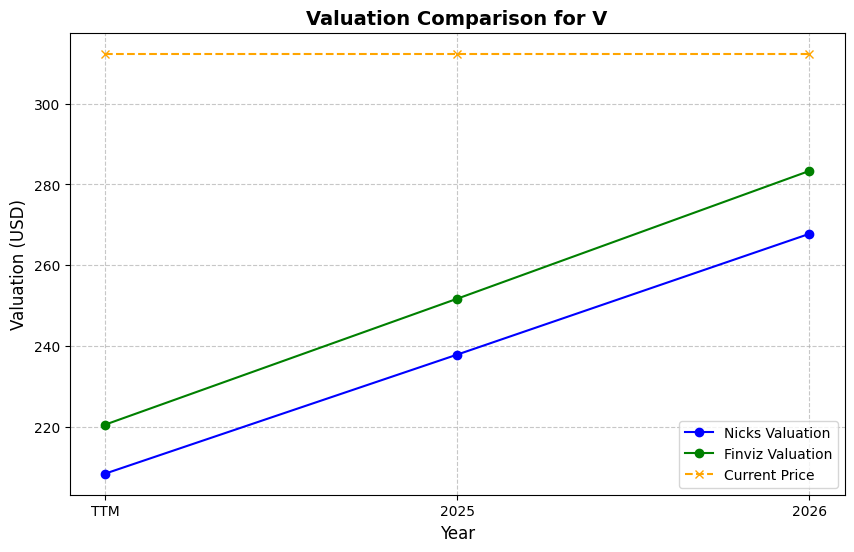 Valuation Comparison for V
Valuation (USD)
300
280
260
240
220
TTM
2025
2026
Year
Nicks Valuation
Finviz Valuation
Current Price